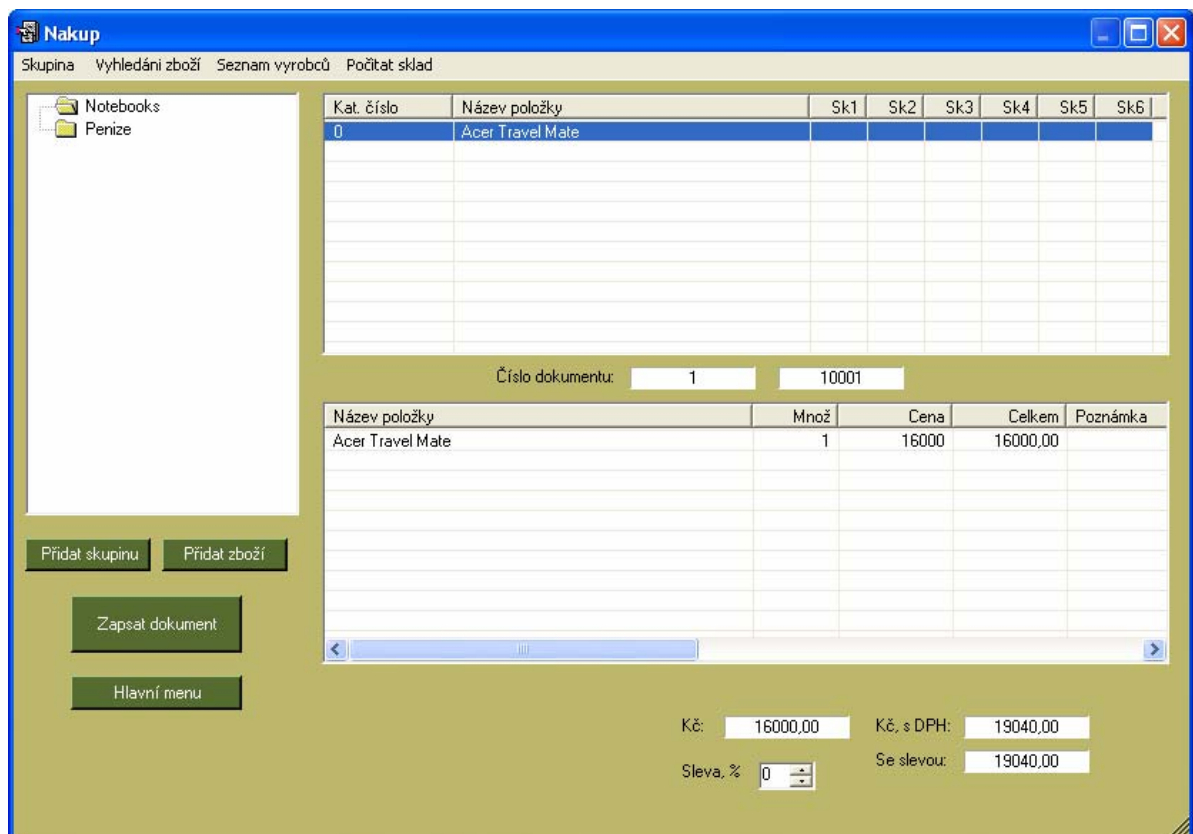 Nakup
Skupina Vyhledáni zboží Seznam vyrobců Počítat sklad
Notebooks
Penize
Kat. číslo Název položky Sk1 Sk2 Sk3 Sk4 Sk5 Sk6
0 Acer Travel Mate
Číslo dokumentu: 1 10001
Název položky Množ Cena Celkem Poznámka
Acer Travel Mate 1 16000 16000,00
Přidat skupinu Přidat zboží
Zapsat dokument
Hlavní menu
Kč: 16000,00 Kč, s DPH: 19040,00
Sleva, % 0 Se slevou: 19040,00